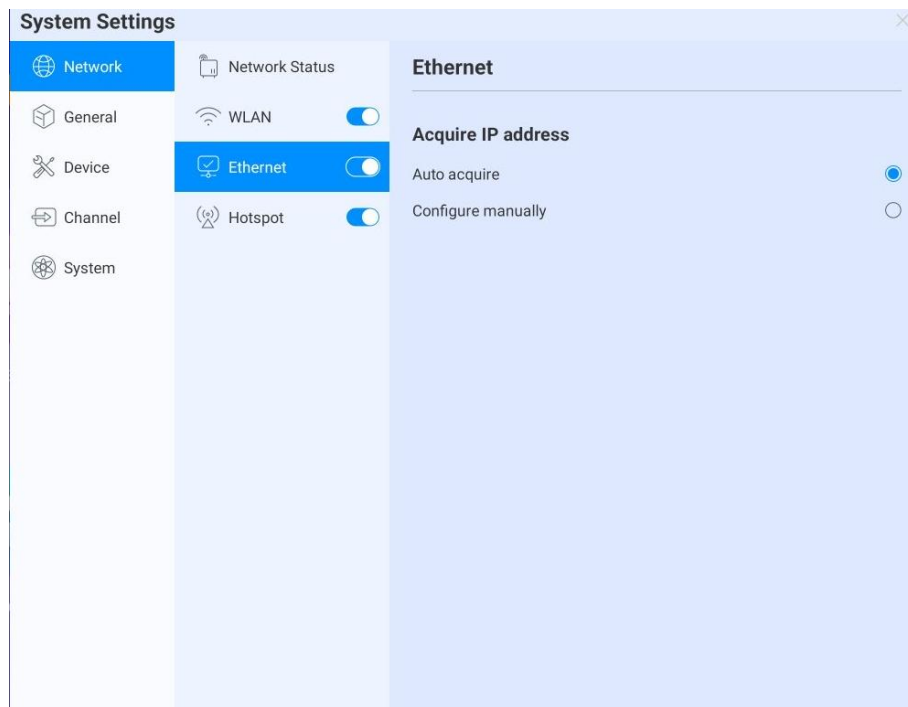 System Settings
Network
General
Device
Channel
System
Network Status
WLAN
Ethernet
Hotspot
Ethernet
Acquire IP address
Auto acquire
Configure manually